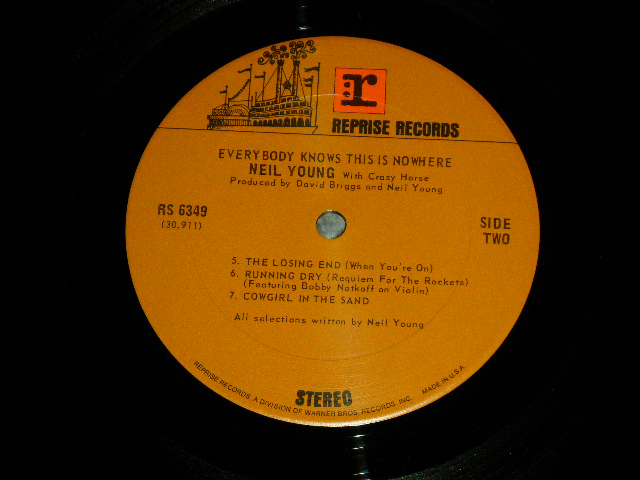 r
REPRISE RECORDS
EVERYBODY KNOWS THIS IS NOWHERE
NEIL YOUNG With Crazy Horse
Produced by David Briggs and Neil Young
RS 6349
(30,911)
SIDE
TWO
5. THE LOSING END (When You're On)
6. RUNNING DRY (Requiem For The Rockets)
(Featuring Bobby Notkoff on Violin)
7. COWGIRL IN THE SAND
All selections written by Neil Young
STEREO
REPRISE RECORDS, A DIVISION OF WARNER BROS. RECORDS, INC. MADE IN U.S.A.